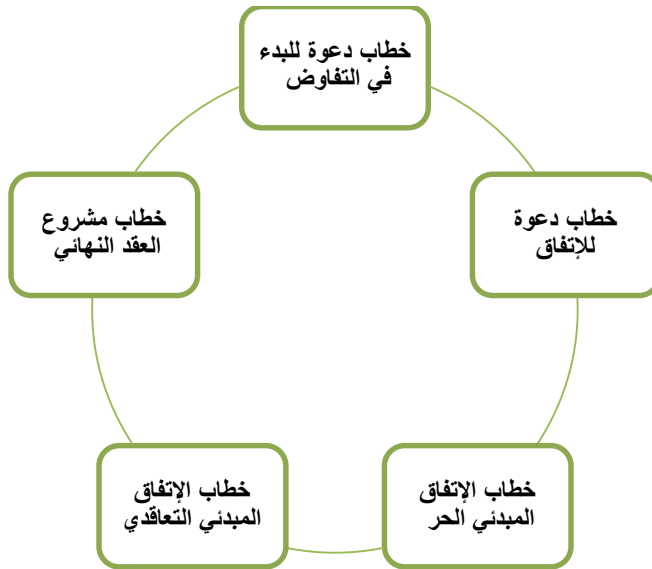 خطاب دعوة للبدء
في التفاوض
خطاب دعوة
للإتفاق
خطاب الإتفاق
المبدئي الحر
خطاب الإتفاق
المبدئي التعاقدي
خطاب مشروع
العقد النهائي